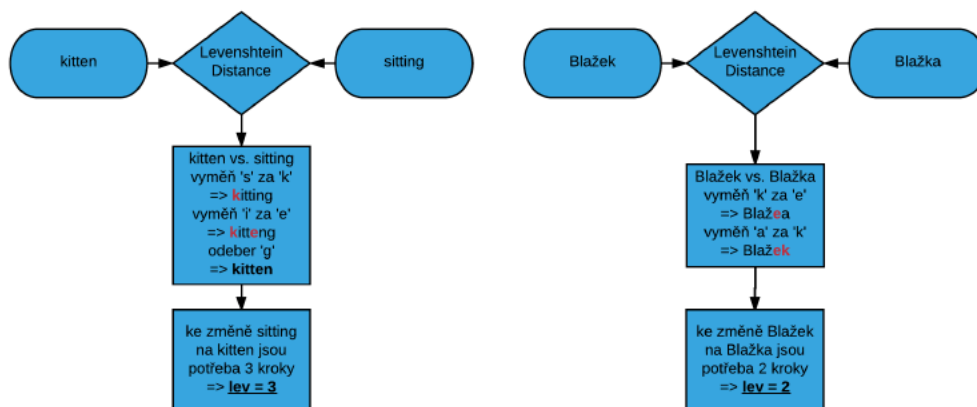 kitten
Levenshtein
Distance
sitting
kitten vs. sitting
vyměň 's' za 'k'
=> kitting
vyměň 'i' za 'e'
=> kitteng
odeber 'g'
=> kitten
ke změně sitting
na kitten jsou
potřeba 3 kroky
=> lev = 3
Blažek
Levenshtein
Distance
Blažka
Blažek vs. Blažka
vyměň 'k' za 'e'
=> Blažea
vyměň 'a' za 'k'
=> Blažek
ke změně Blažek
na Blažka jsou
potřeba 2 kroky
=> lev = 2